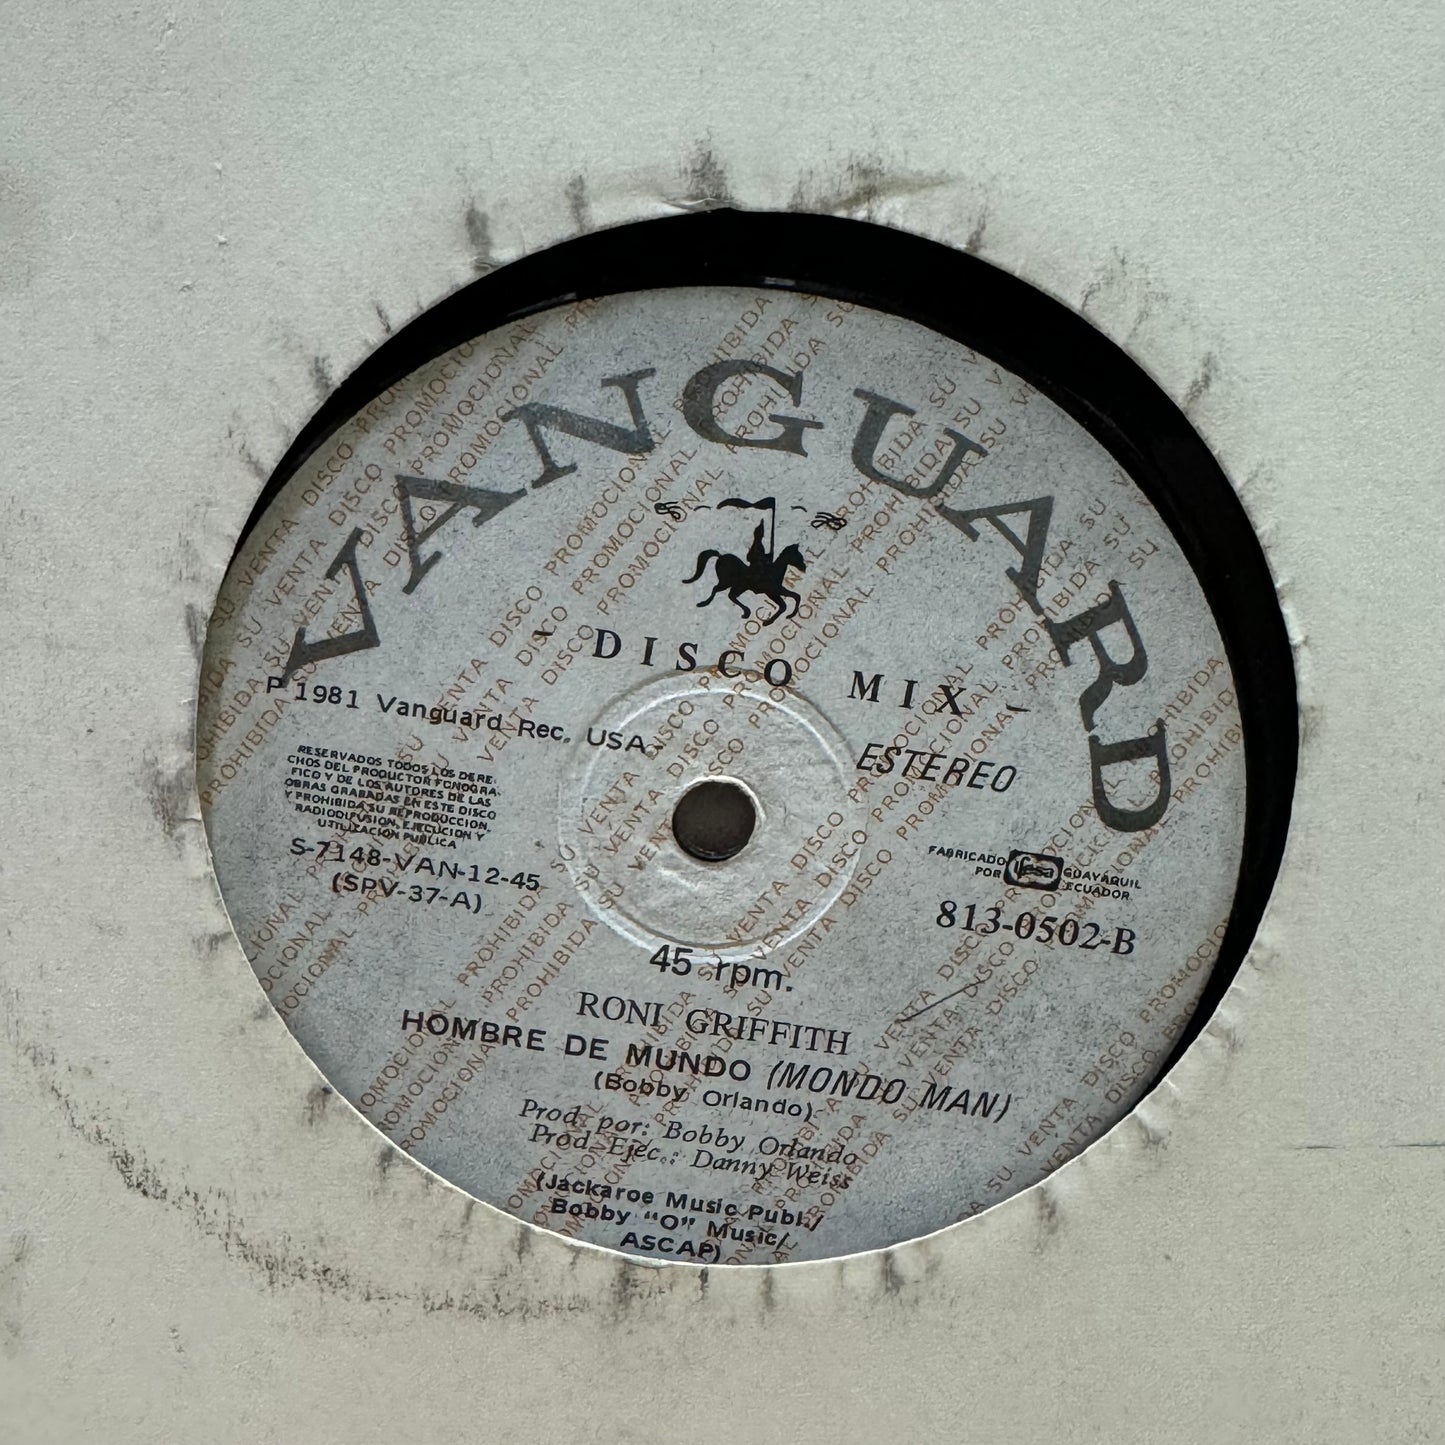 VANGUARD
- DISCO MIX -
P 1981 Vanguard Rec. USA.
ESTEREO
RESERVADOS TODOS LOS DERE-
CHOS DEL PRODUCTOR FONOGRA-
FICO Y DE LOS AUTORES DE LAS
OBRAS GRABADAS EN ESTE DISCO
Y PROHIBIDA SU REPRODUCCION,
RADIODIFUSION, EJECUCION Y
UTILIZACION PUBLICA
S-7148-VAN-12-45
(SPV-37-A)
FABRICADO
POR
ifesa
GUAYAQUIL
ECUADOR
813-0502-B
45 rpm.
RONI GRIFFITH
HOMBRE DE MUNDO (MONDO MAN)
(Bobby Orlando)
Prod. por: Bobby Orlando
Prod. Ejec.: Danny Weiss
(Jackaroe Music Publ./
Bobby "O" Music/
ASCAP)
DISCO PROMOCIONAL PROHIBIDA SU VENTA